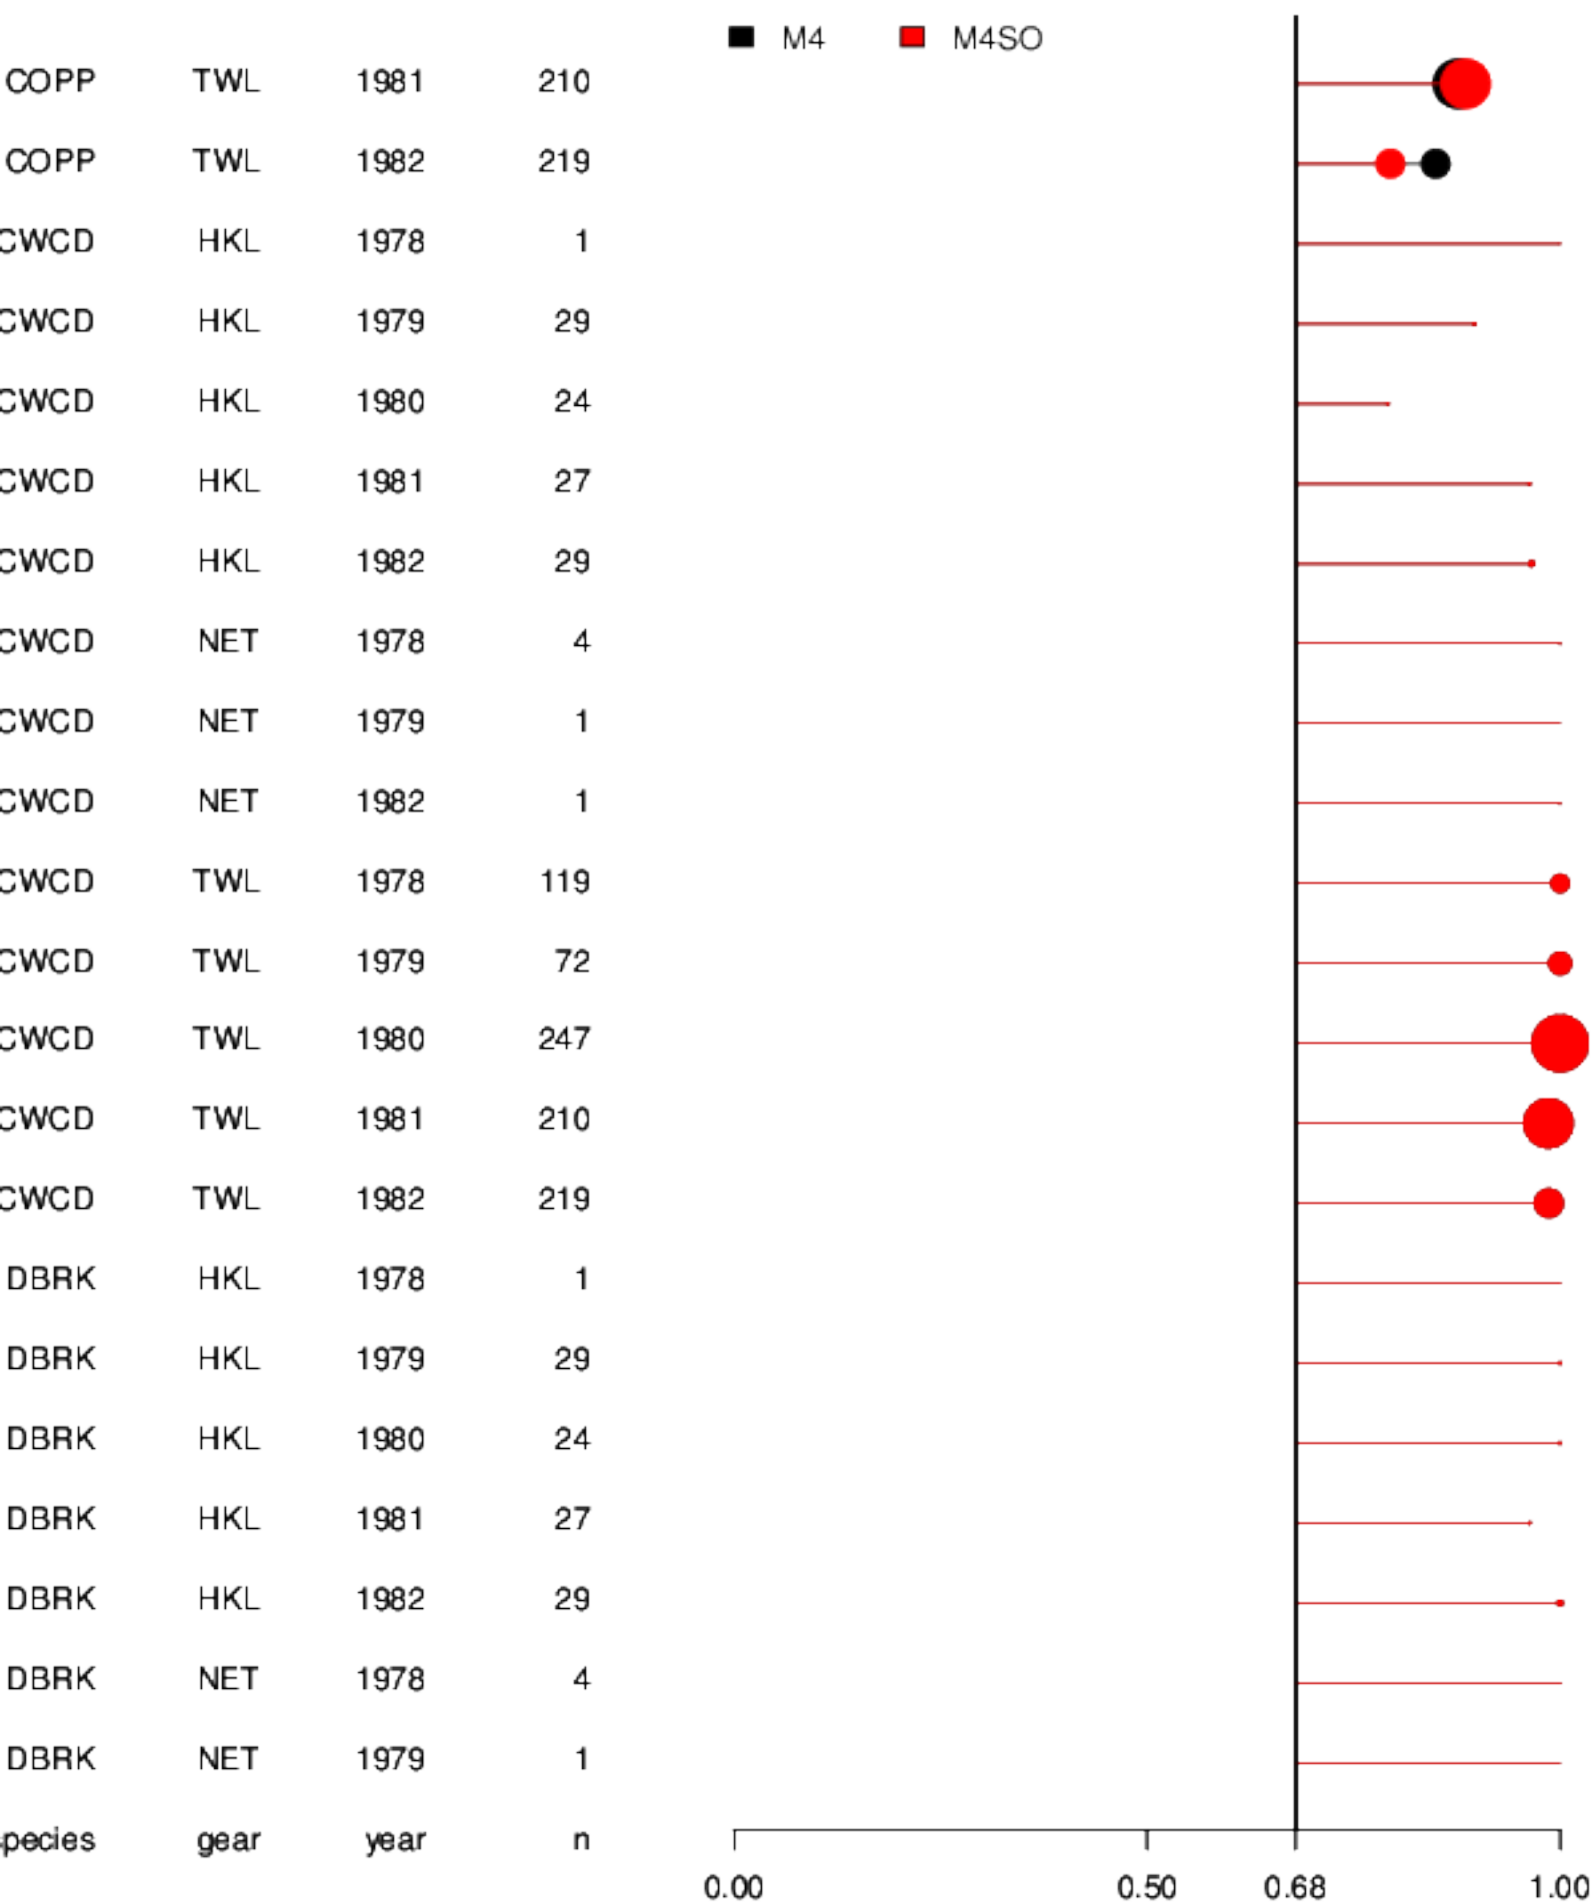 M4 M4SO
COPP TWL 1981 210
COPP TWL 1982 219
CWCD HKL 1978 1
CWCD HKL 1979 29
CWCD HKL 1980 24
CWCD HKL 1981 27
CWCD HKL 1982 29
CWCD NET 1978 4
CWCD NET 1979 1
CWCD NET 1982 1
CWCD TWL 1978 119
CWCD TWL 1979 72
CWCD TWL 1980 247
CWCD TWL 1981 210
CWCD TWL 1982 219
DBRK HKL 1978 1
DBRK HKL 1979 29
DBRK HKL 1980 24
DBRK HKL 1981 27
DBRK HKL 1982 29
DBRK NET 1978 4
DBRK NET 1979 1
pecies gear year n
0.00 0.50 0.68 1.00